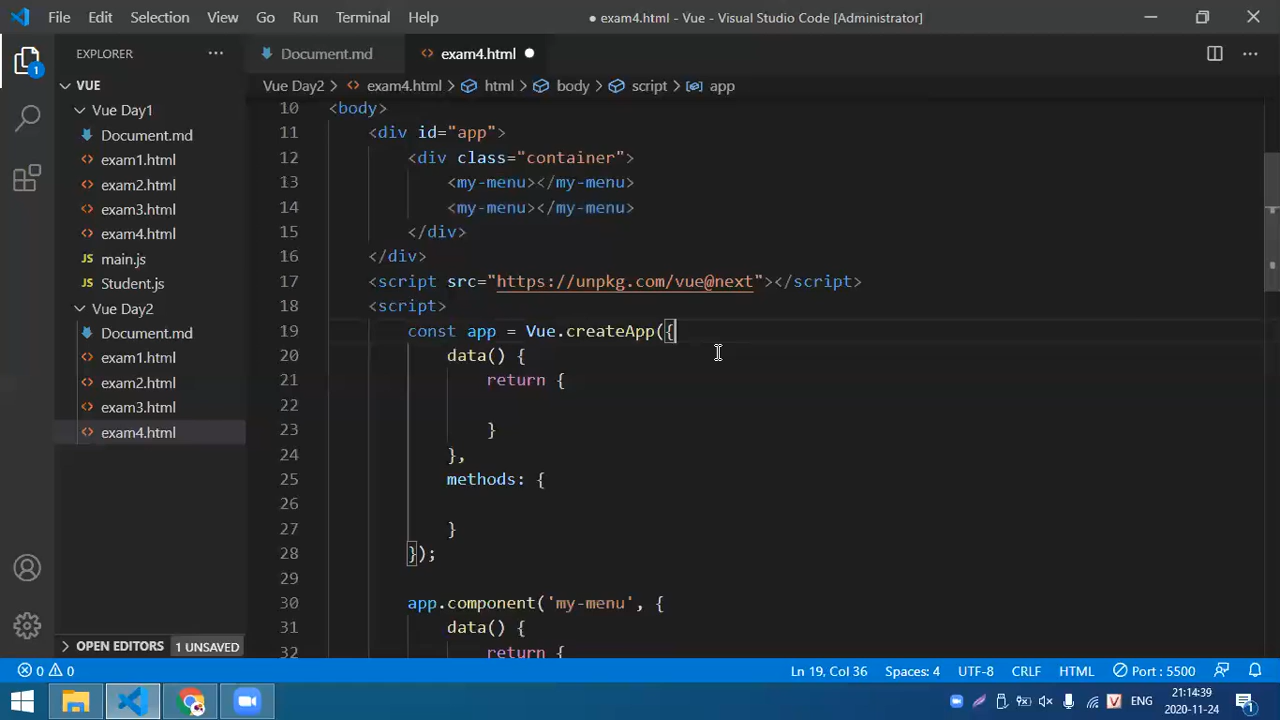 File Edit Selection View Go Run Terminal Help
● exam4.html - Vue - Visual Studio Code [Administrator]
EXPLORER ···
VUE
Vue Day1
Document.md
exam1.html
exam2.html
exam3.html
exam4.html
JS main.js
JS Student.js
Vue Day2
Document.md
exam1.html
exam2.html
exam3.html
exam4.html
OPEN EDITORS 1 UNSAVED
1
Document.md
exam4.html ●
Vue Day2 > exam4.html > html > body > script > app
10 <body>
11 <div id="app">
12 <div class="container">
13 <my-menu></my-menu>
14 <my-menu></my-menu>
15 </div>
16 </div>
17 <script src="https://unpkg.com/vue@next"></script>
18 <script>
19 const app = Vue.createApp({
20 data() {
21 return {
22
23 }
24 },
25 methods: {
26
27 }
28 });
29
30 app.component('my-menu', {
31 data() {
32 return {
0 0 Ln 19, Col 36 Spaces: 4 UTF-8 CRLF HTML Port : 5500
V ENG 21:14:39
2020-11-24 1